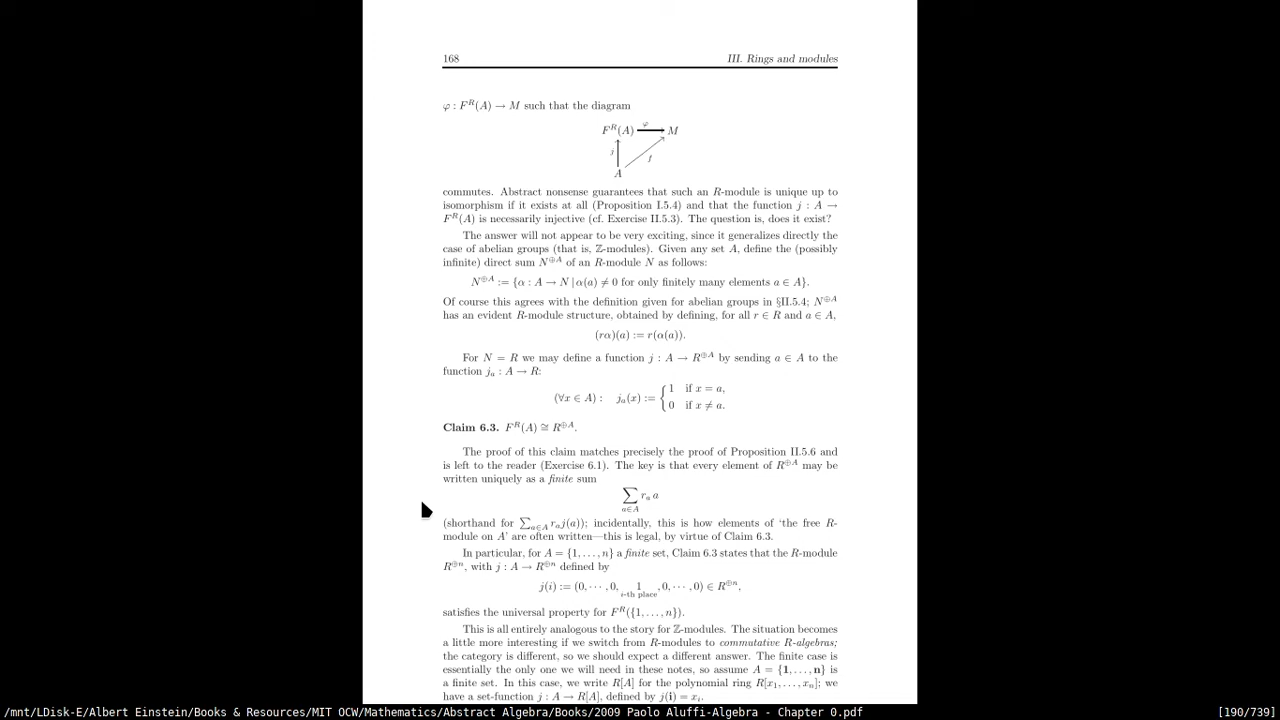 168 III. Rings and modules
φ : F^R(A) → M such that the diagram
F^R(A) φ M
j f
A
commutes. Abstract nonsense guarantees that such an R-module is unique up to
isomorphism if it exists at all (Proposition I.5.4) and that the function j : A →
F^R(A) is necessarily injective (cf. Exercise II.5.3). The question is, does it exist?
The answer will not appear to be very exciting, since it generalizes directly the
case of abelian groups (that is, ℤ-modules). Given any set A, define the (possibly
infinite) direct sum N^{⊕A} of an R-module N as follows:
N^{⊕A} := {α : A → N | α(a) ≠ 0 for only finitely many elements a ∈ A}.
Of course this agrees with the definition given for abelian groups in §II.5.4; N^{⊕A}
has an evident R-module structure, obtained by defining, for all r ∈ R and a ∈ A,
(rα)(a) := r(α(a)).
For N = R we may define a function j : A → R^{⊕A} by sending a ∈ A to the
function j_a : A → R:
(∀x ∈ A) : j_a(x) := { 1 if x = a,
0 if x ≠ a.
Claim 6.3. F^R(A) ≅ R^{⊕A}.
The proof of this claim matches precisely the proof of Proposition II.5.6 and
is left to the reader (Exercise 6.1). The key is that every element of R^{⊕A} may be
written uniquely as a finite sum
∑_{a∈A} r_a a
(shorthand for ∑_{a∈A} r_a j(a)); incidentally, this is how elements of ‘the free R-
module on A’ are often written—this is legal, by virtue of Claim 6.3.
In particular, for A = {1, . . . , n} a finite set, Claim 6.3 states that the R-module
R^{⊕n}, with j : A → R^{⊕n} defined by
j(i) := (0, · · · , 0, 1, 0, · · · , 0) ∈ R^{⊕n},
i-th place
satisfies the universal property for F^R({1, . . . , n}).
This is all entirely analogous to the story for ℤ-modules. The situation becomes
a little more interesting if we switch from R-modules to commutative R-algebras;
the category is different, so we should expect a different answer. The finite case is
essentially the only one we will need in these notes, so assume A = {1, . . . , n} is
a finite set. In this case, we write R[A] for the polynomial ring R[x_1, . . . , x_n]; we
have a set-function j : A → R[A], defined by j(i) = x_i.
/mnt/LDisk-E/Albert Einstein/Books & Resources/MIT OCW/Mathematics/Abstract Algebra/Books/2009 Paolo Aluffi-Algebra - Chapter 0.pdf [190/739]